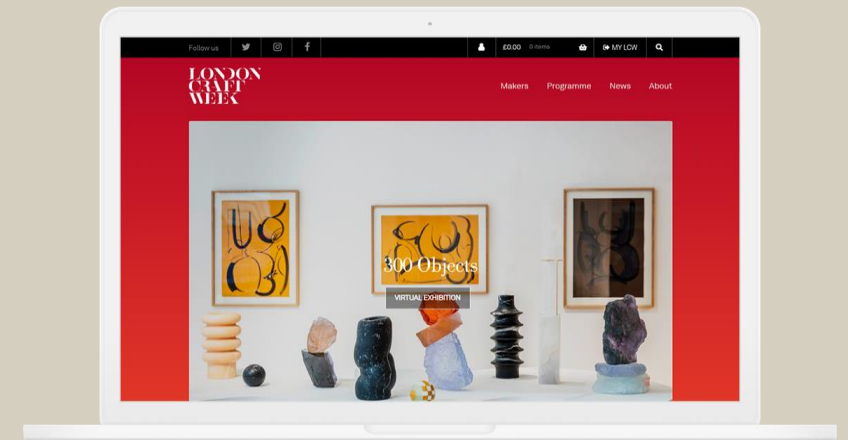 Follow us
£0.00 0 items
MY LCW
LONDON
CRAFT
WEEK
Makers Programme News About
300 Objects
VIRTUAL EXHIBITION